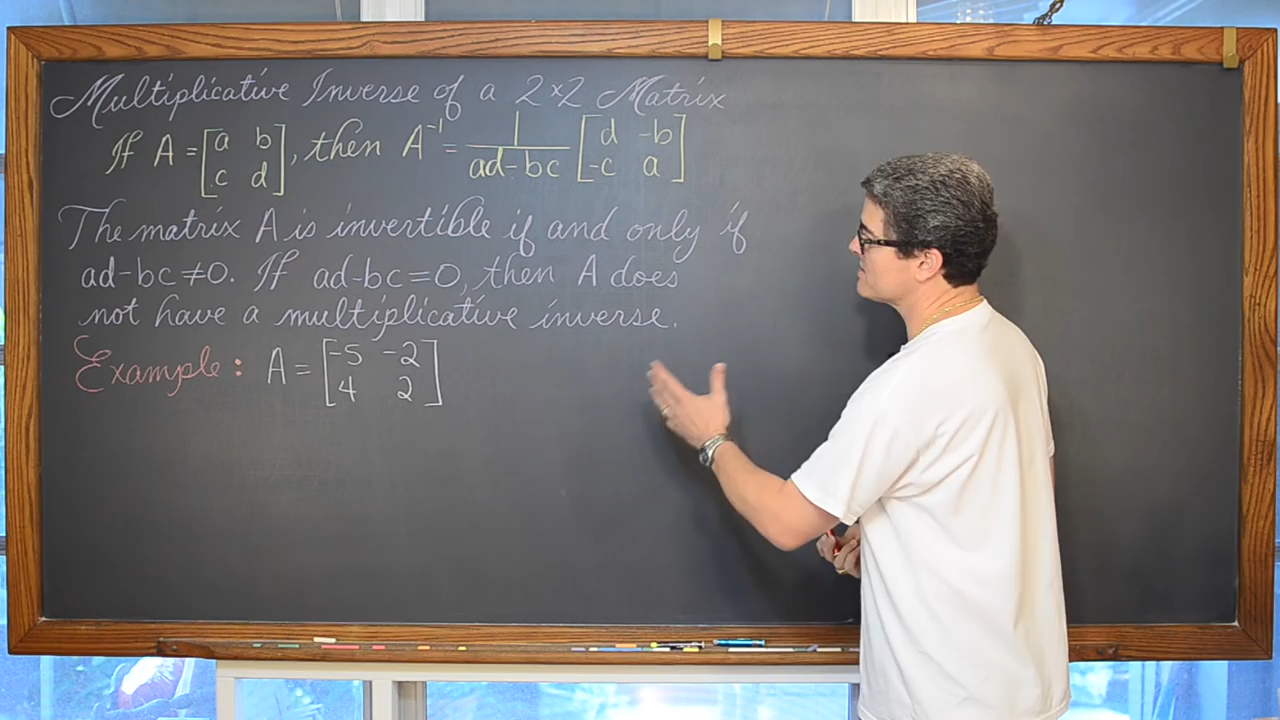 Multiplicative Inverse of a 2×2 Matrix
If A = [a b; c d], then A⁻¹ = 1/(ad-bc) [d -b; -c a]
The matrix A is invertible if and only if
ad-bc≠0. If ad-bc=0, then A does
not have a multiplicative inverse.
Example: A = [-5 -2; 4 2]